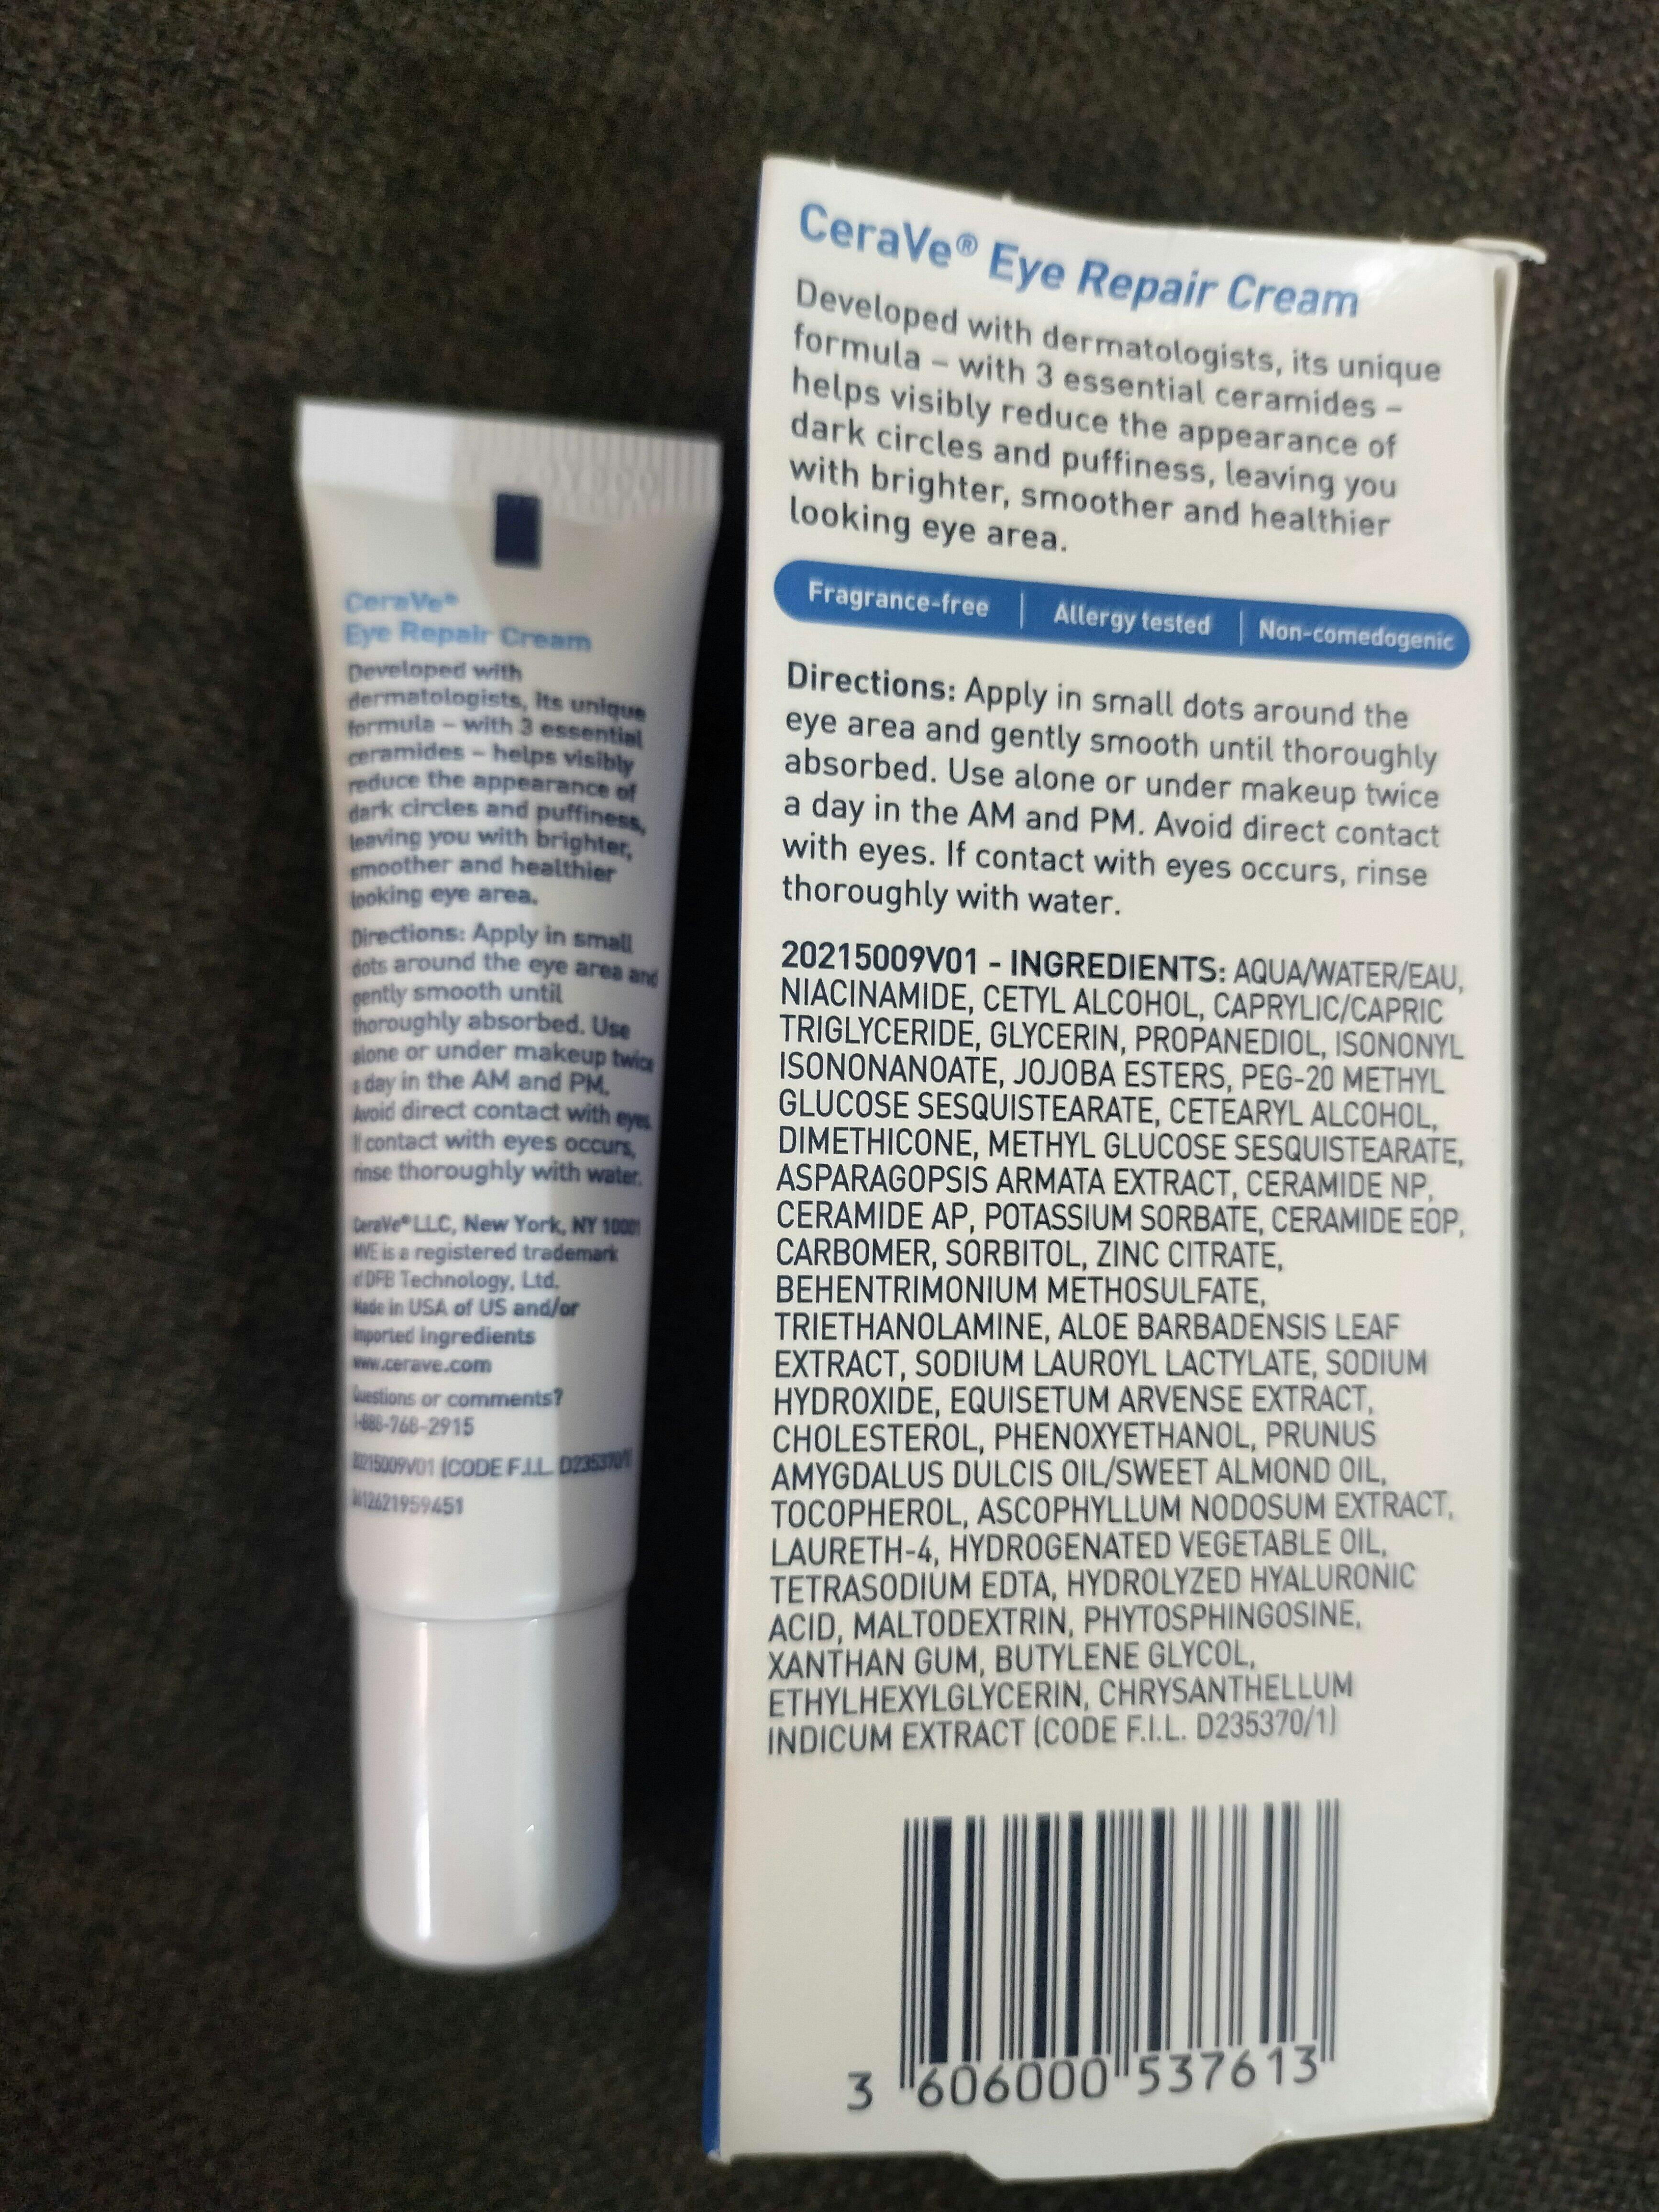 CeraVe®
Eye Repair Cream
Developed with
dermatologists, its unique
formula – with 3 essential
ceramides – helps visibly
reduce the appearance of
dark circles and puffiness,
leaving you with brighter,
smoother and healthier
looking eye area.
Directions: Apply in small
dots around the eye area and
gently smooth until
thoroughly absorbed. Use
alone or under makeup twice
a day in the AM and PM.
Avoid direct contact with eyes.
If contact with eyes occurs,
rinse thoroughly with water.
CeraVe® LLC, New York, NY 10001
MVE is a registered trademark
of DFB Technology, Ltd.
Made in USA of US and/or
Imported Ingredients
www.cerave.com
Questions or comments?
1-888-768-2915
20215009V01 (CODE F.I.L. D235370/1)
CeraVe® Eye Repair Cream
Developed with dermatologists, its unique
formula – with 3 essential ceramides –
helps visibly reduce the appearance of
dark circles and puffiness, leaving you
with brighter, smoother and healthier
looking eye area.
Fragrance-free | Allergy tested | Non-comedogenic
Directions: Apply in small dots around the
eye area and gently smooth until thoroughly
absorbed. Use alone or under makeup twice
a day in the AM and PM. Avoid direct contact
with eyes. If contact with eyes occurs, rinse
thoroughly with water.
20215009V01 - INGREDIENTS: AQUA/WATER/EAU,
NIACINAMIDE, CETYL ALCOHOL, CAPRYLIC/CAPRIC
TRIGLYCERIDE, GLYCERIN, PROPANEDIOL, ISONONYL
ISONONANOATE, JOJOBA ESTERS, PEG-20 METHYL
GLUCOSE SESQUISTEARATE, CETEARYL ALCOHOL,
DIMETHICONE, METHYL GLUCOSE SESQUISTEARATE,
ASPARAGOPSIS ARMATA EXTRACT, CERAMIDE NP,
CERAMIDE AP, POTASSIUM SORBATE, CERAMIDE EOP,
CARBOMER, SORBITOL, ZINC CITRATE,
BEHENTRIMONIUM METHOSULFATE,
TRIETHANOLAMINE, ALOE BARBADENSIS LEAF
EXTRACT, SODIUM LAUROYL LACTYLATE, SODIUM
HYDROXIDE, EQUISETUM ARVENSE EXTRACT,
CHOLESTEROL, PHENOXYETHANOL, PRUNUS
AMYGDALUS DULCIS OIL/SWEET ALMOND OIL,
TOCOPHEROL, ASCOPHYLLUM NODOSUM EXTRACT,
LAURETH-4, HYDROGENATED VEGETABLE OIL,
TETRASODIUM EDTA, HYDROLYZED HYALURONIC
ACID, MALTODEXTRIN, PHYTOSPHINGOSINE,
XANTHAN GUM, BUTYLENE GLYCOL,
ETHYLHEXYLGLYCERIN, CHRYSANTHELLUM
INDICUM EXTRACT (CODE F.I.L. D235370/1)
3 606000 537613